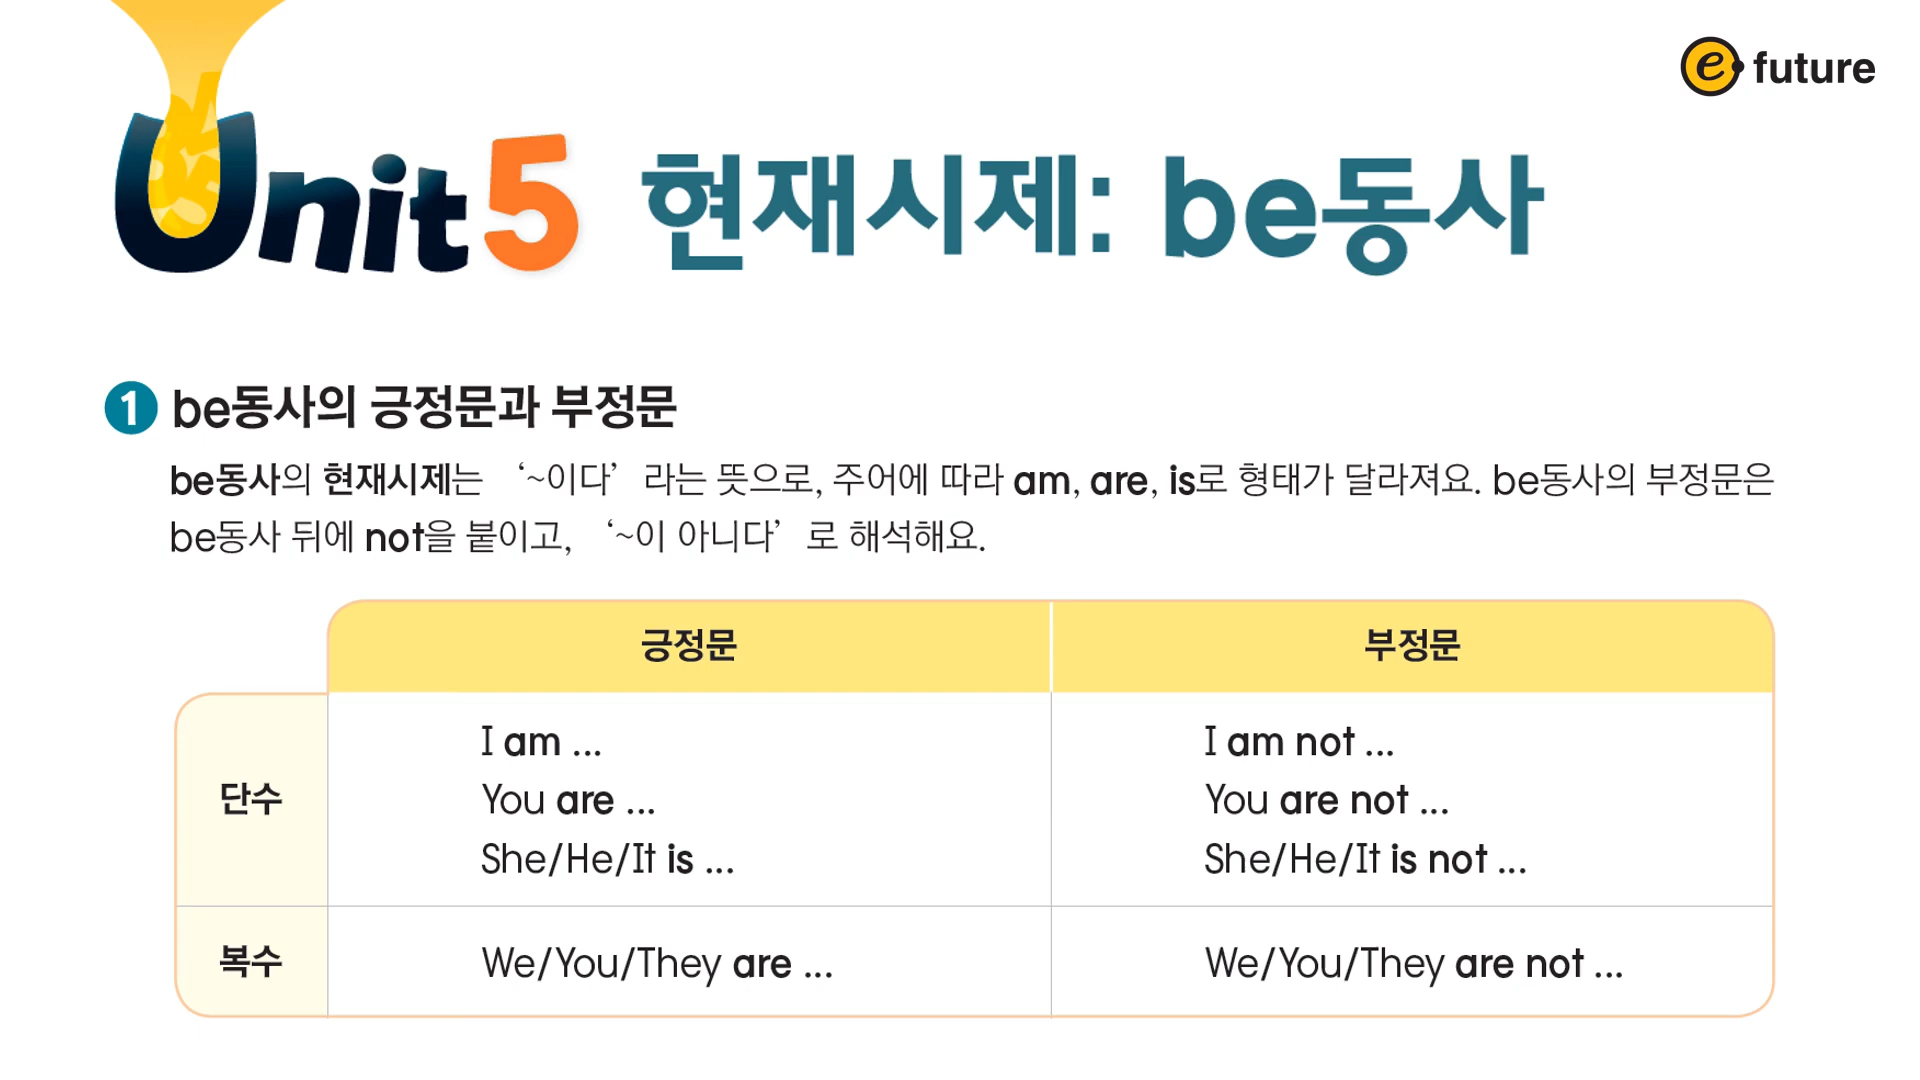 e future
Unit 5 현재시제: be동사
1 be동사의 긍정문과 부정문
be동사의 현재시제는 ‘~이다’ 라는 뜻으로, 주어에 따라 am, are, is로 형태가 달라져요. be동사의 부정문은
be동사 뒤에 not을 붙이고, ‘~이 아니다’ 로 해석해요.
긍정문 부정문
단수
I am ...
You are ...
She/He/It is ...
I am not ...
You are not ...
She/He/It is not ...
복수
We/You/They are ...
We/You/They are not ...